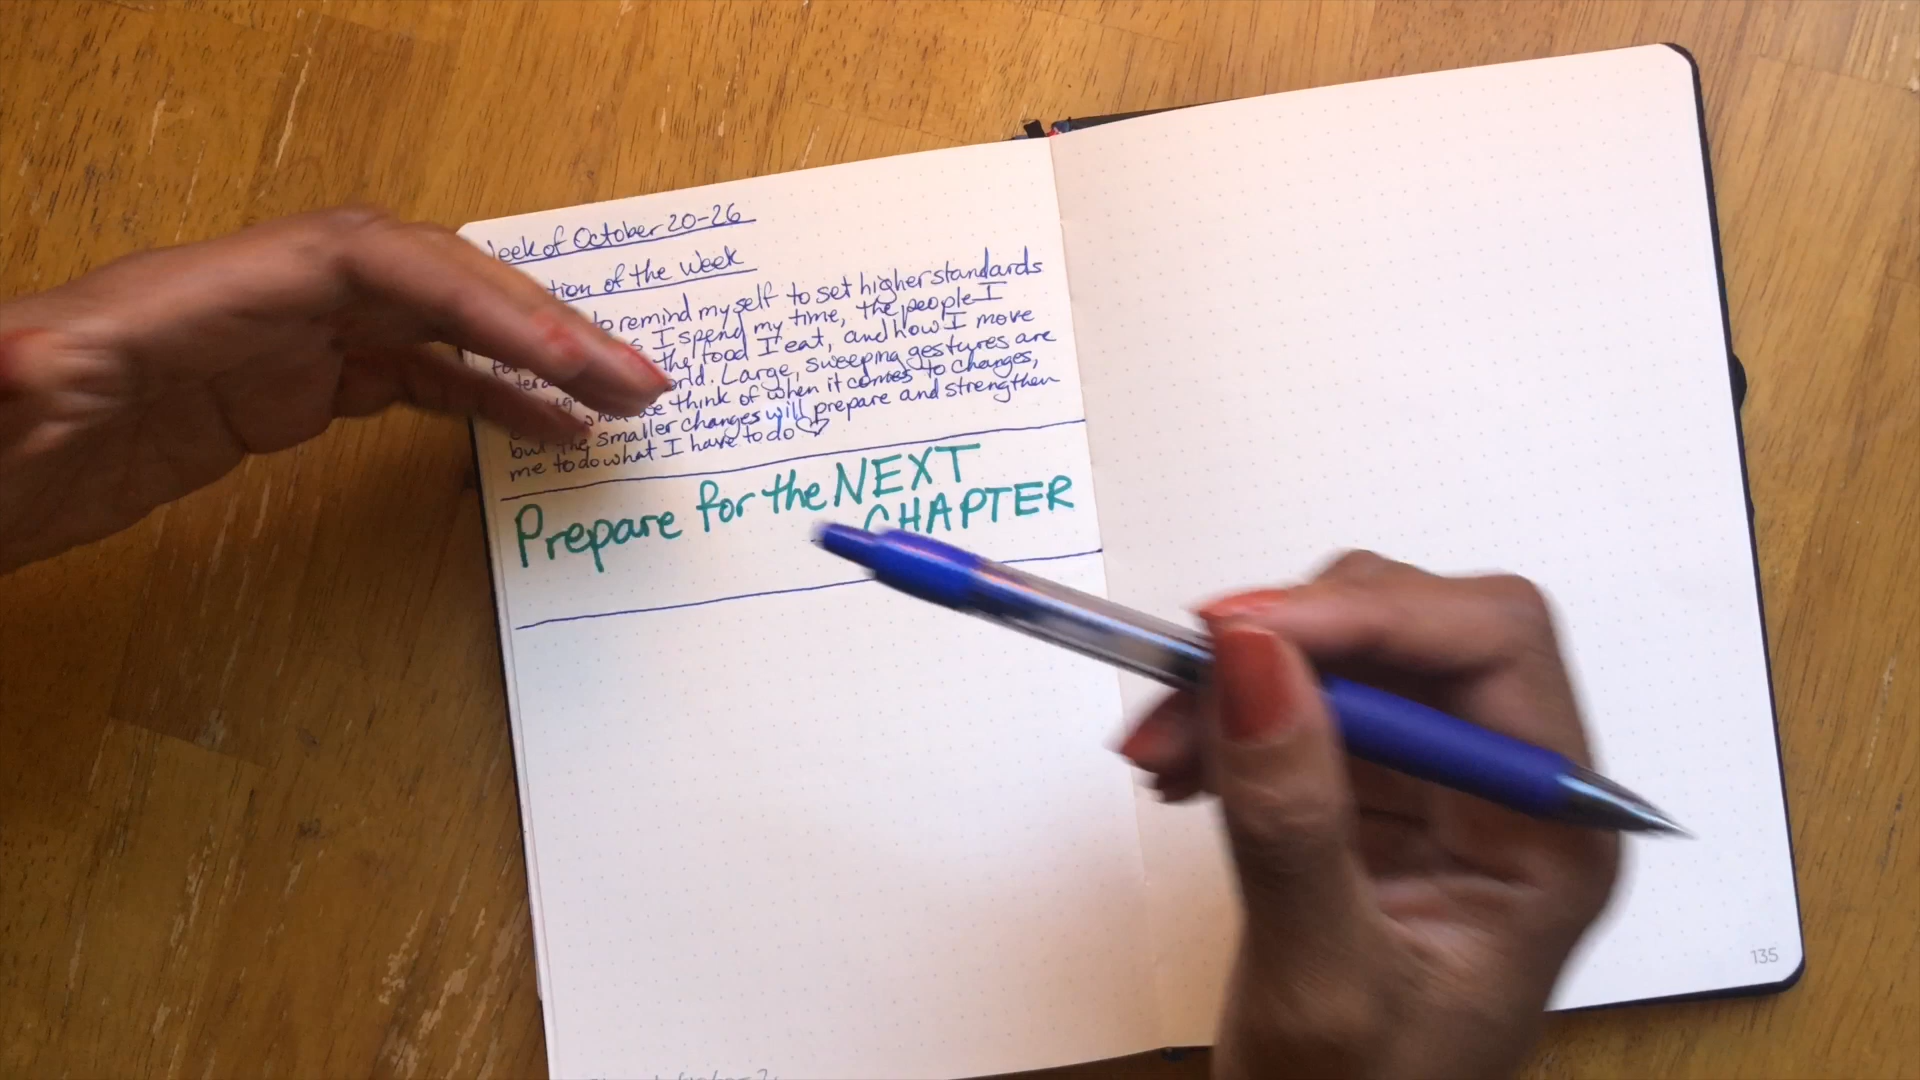 eek of October 20-26
tion of the Week
to remind myself to set higher standards
s I spend my time, the people I
the food I eat, and how I move
orld. Large, sweeping gestures are
think of when it comes to changes,
but the smaller changes will prepare and strengthen
me to do what I have to do ♡
Prepare for the NEXT
CHAPTER
135